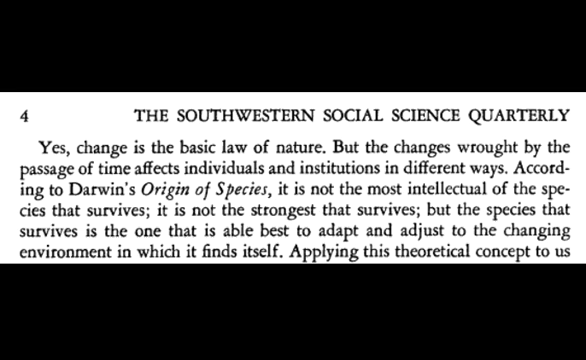 4 THE SOUTHWESTERN SOCIAL SCIENCE QUARTERLY
Yes, change is the basic law of nature. But the changes wrought by the
passage of time affects individuals and institutions in different ways. Accord-
ing to Darwin's Origin of Species, it is not the most intellectual of the spe-
cies that survives; it is not the strongest that survives; but the species that
survives is the one that is able best to adapt and adjust to the changing
environment in which it finds itself. Applying this theoretical concept to us